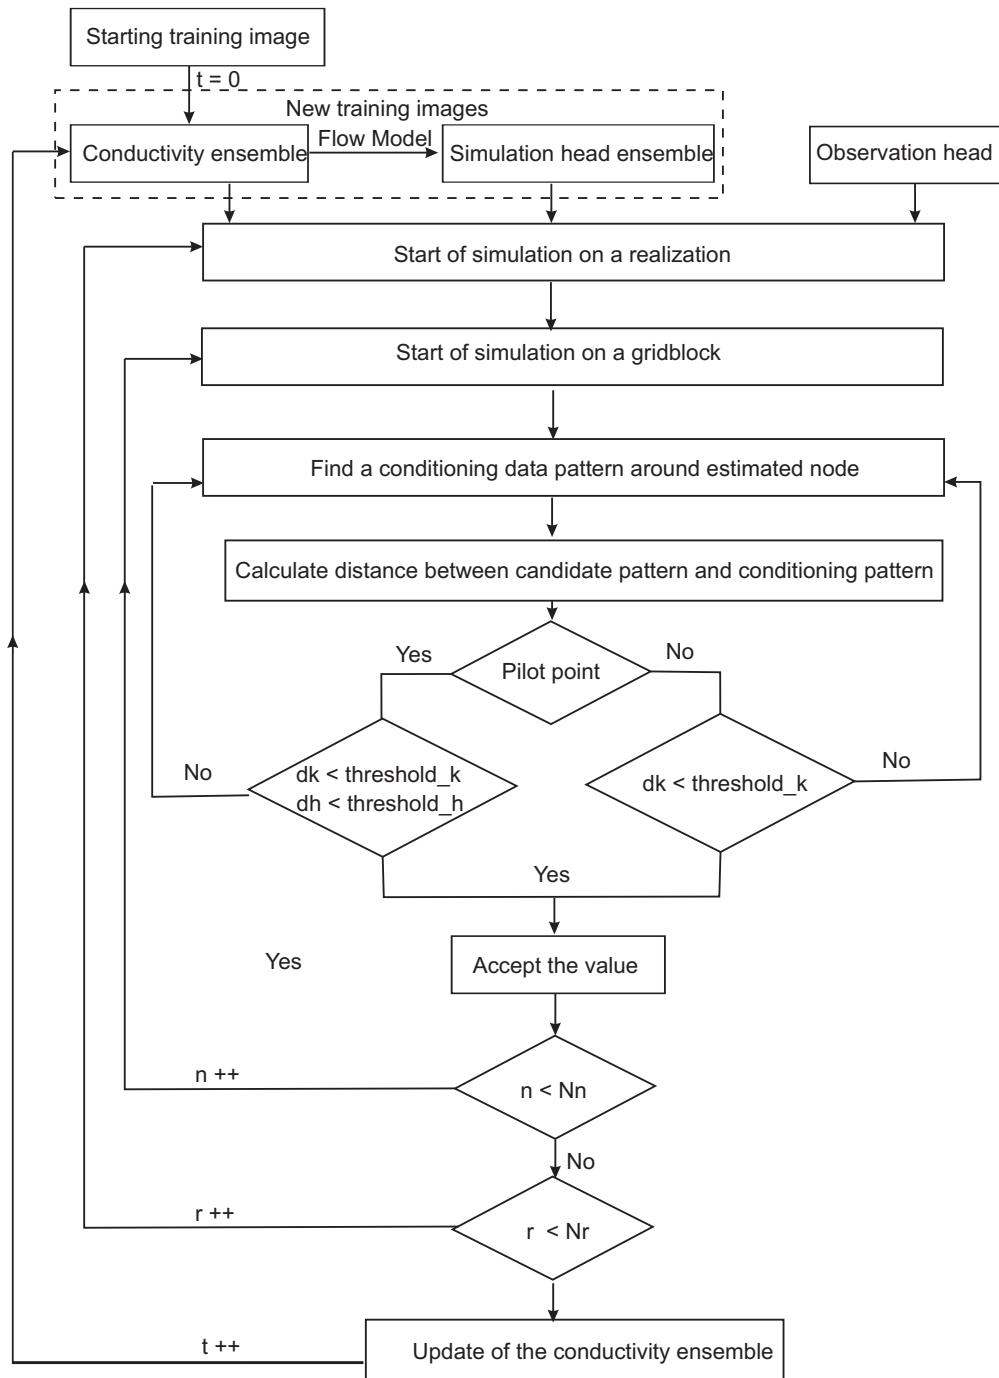 Starting training image
t = 0
New training images
Conductivity ensemble
Flow Model
Simulation head ensemble
Observation head
Start of simulation on a realization
Start of simulation on a gridblock
Find a conditioning data pattern around estimated node
Calculate distance between candidate pattern and conditioning pattern
Yes
Pilot point
No
No
dk < threshold_k
dh < threshold_h
dk < threshold_k
No
Yes
Yes
Accept the value
n ++
n < Nn
No
r ++
r < Nr
t ++
Update of the conductivity ensemble